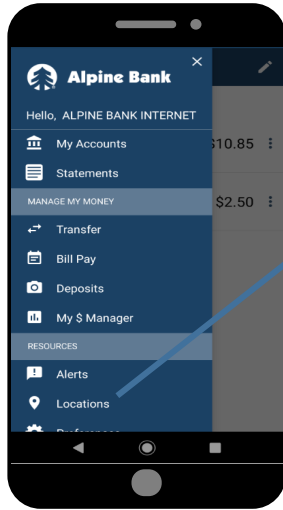 Alpine Bank
Hello, ALPINE BANK INTERNET
My Accounts
$10.85
Statements
MANAGE MY MONEY
$2.50
Transfer
Bill Pay
Deposits
My $ Manager
RESOURCES
Alerts
Locations
Preferences